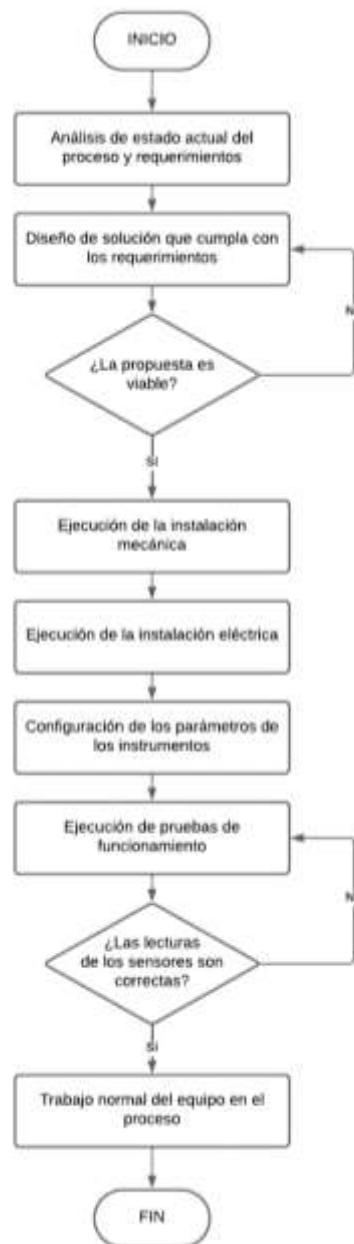 INICIO
Análisis de estado actual del
proceso y requerimientos
Diseño de solución que cumpla con
los requerimientos
N
¿La propuesta es
viable?
SI
Ejecución de la instalación
mecánica
Ejecución de la instalación eléctrica
Configuración de los parámetros de
los instrumentos
Ejecución de pruebas de
funcionamiento
N
¿Las lecturas
de los sensores son
correctas?
SI
Trabajo normal del equipo en el
proceso
FIN